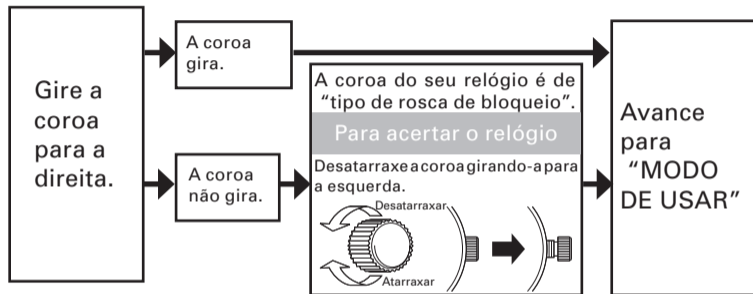 Gire a
coroa
para a
direita.
A coroa
gira.
A coroa
não gira.
A coroa do seu relógio é de
“tipo de rosca de bloqueio”.
Para acertar o relógio
Desatarraxe a coroa girando-a para
a esquerda.
Desatarraxar
Atarraxar
Avance
para
“MODO
DE USAR”